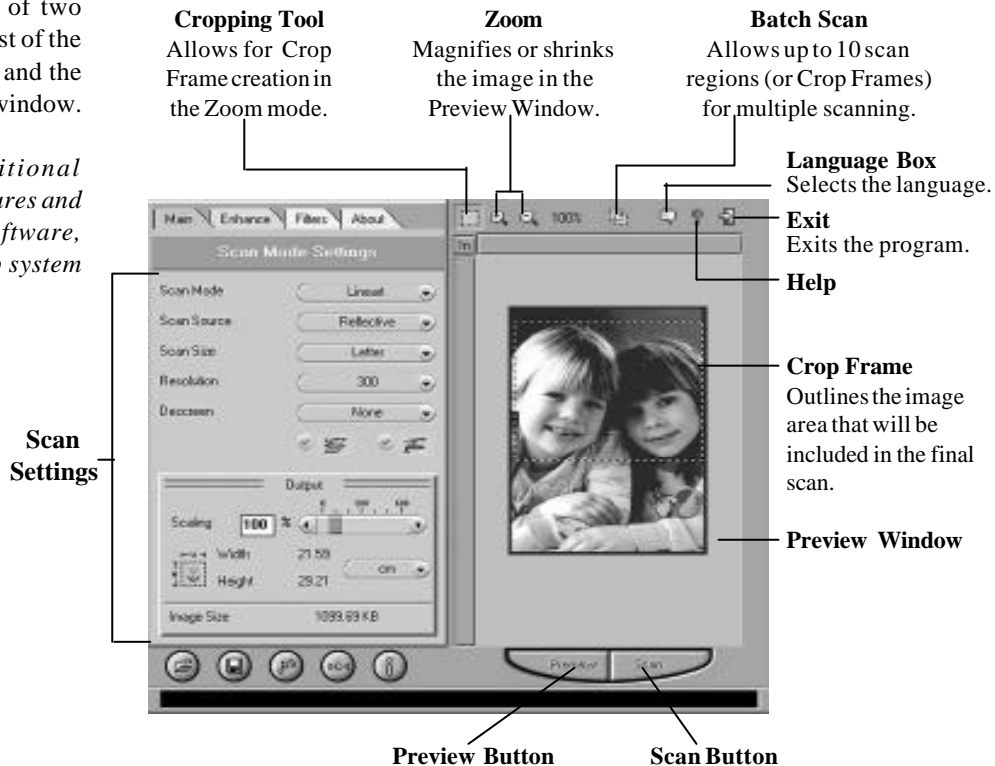 of two
st of the
and the
window.
itional
ures and
ftware,
system
Cropping Tool
Allows for Crop
Frame creation in
the Zoom mode.
Zoom
Magnifies or shrinks
the image in the
Preview Window.
Batch Scan
Allows up to 10 scan
regions (or Crop Frames)
for multiple scanning.
Language Box
Selects the language.
Exit
Exits the program.
Help
Crop Frame
Outlines the image
area that will be
included in the final
scan.
Preview Window
Scan
Settings
Main Enhance Filters About
100%
In
Scan Mode Settings
Scan Mode Lineart
Scan Source Reflective
Scan Size Letter
Resolution 300
Descreen None
Output
Scaling 100 %
Width 21.59
cm
Height 29.21
Image Size 1099.69 KB
Preview Scan
Preview Button Scan Button